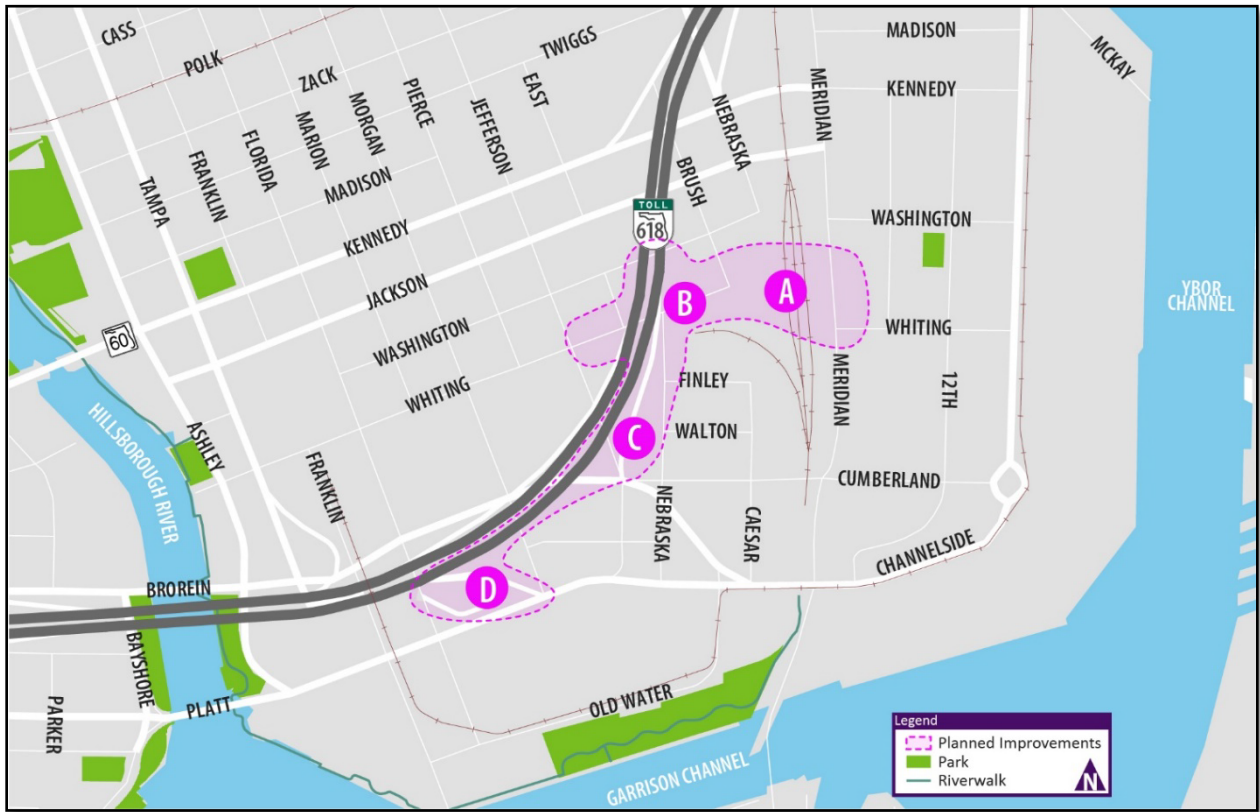 CASS
POLK
ZACK
TWIGGS
MADISON
MCKAY
KENNEDY
MERIDIAN
NEBRASKA
EAST
JEFFERSON
PIERCE
MORGAN
MARION
FLORIDA
FRANKLIN
TAMPA
MADISON
BRUSH
KENNEDY
TOLL
618
WASHINGTON
JACKSON
A
B
YBOR
CHANNEL
60
WASHINGTON
WHITING
WHITING
MERIDIAN
12TH
FINLEY
C
WALTON
HILLSBOROUGH RIVER
ASHLEY
FRANKLIN
CUMBERLAND
NEBRASKA
CAESAR
CHANNELSIDE
BROREIN
D
BAYSHORE
PARKER
PLATT
OLD WATER
GARRISON CHANNEL
Legend
Planned Improvements
Park
Riverwalk
N